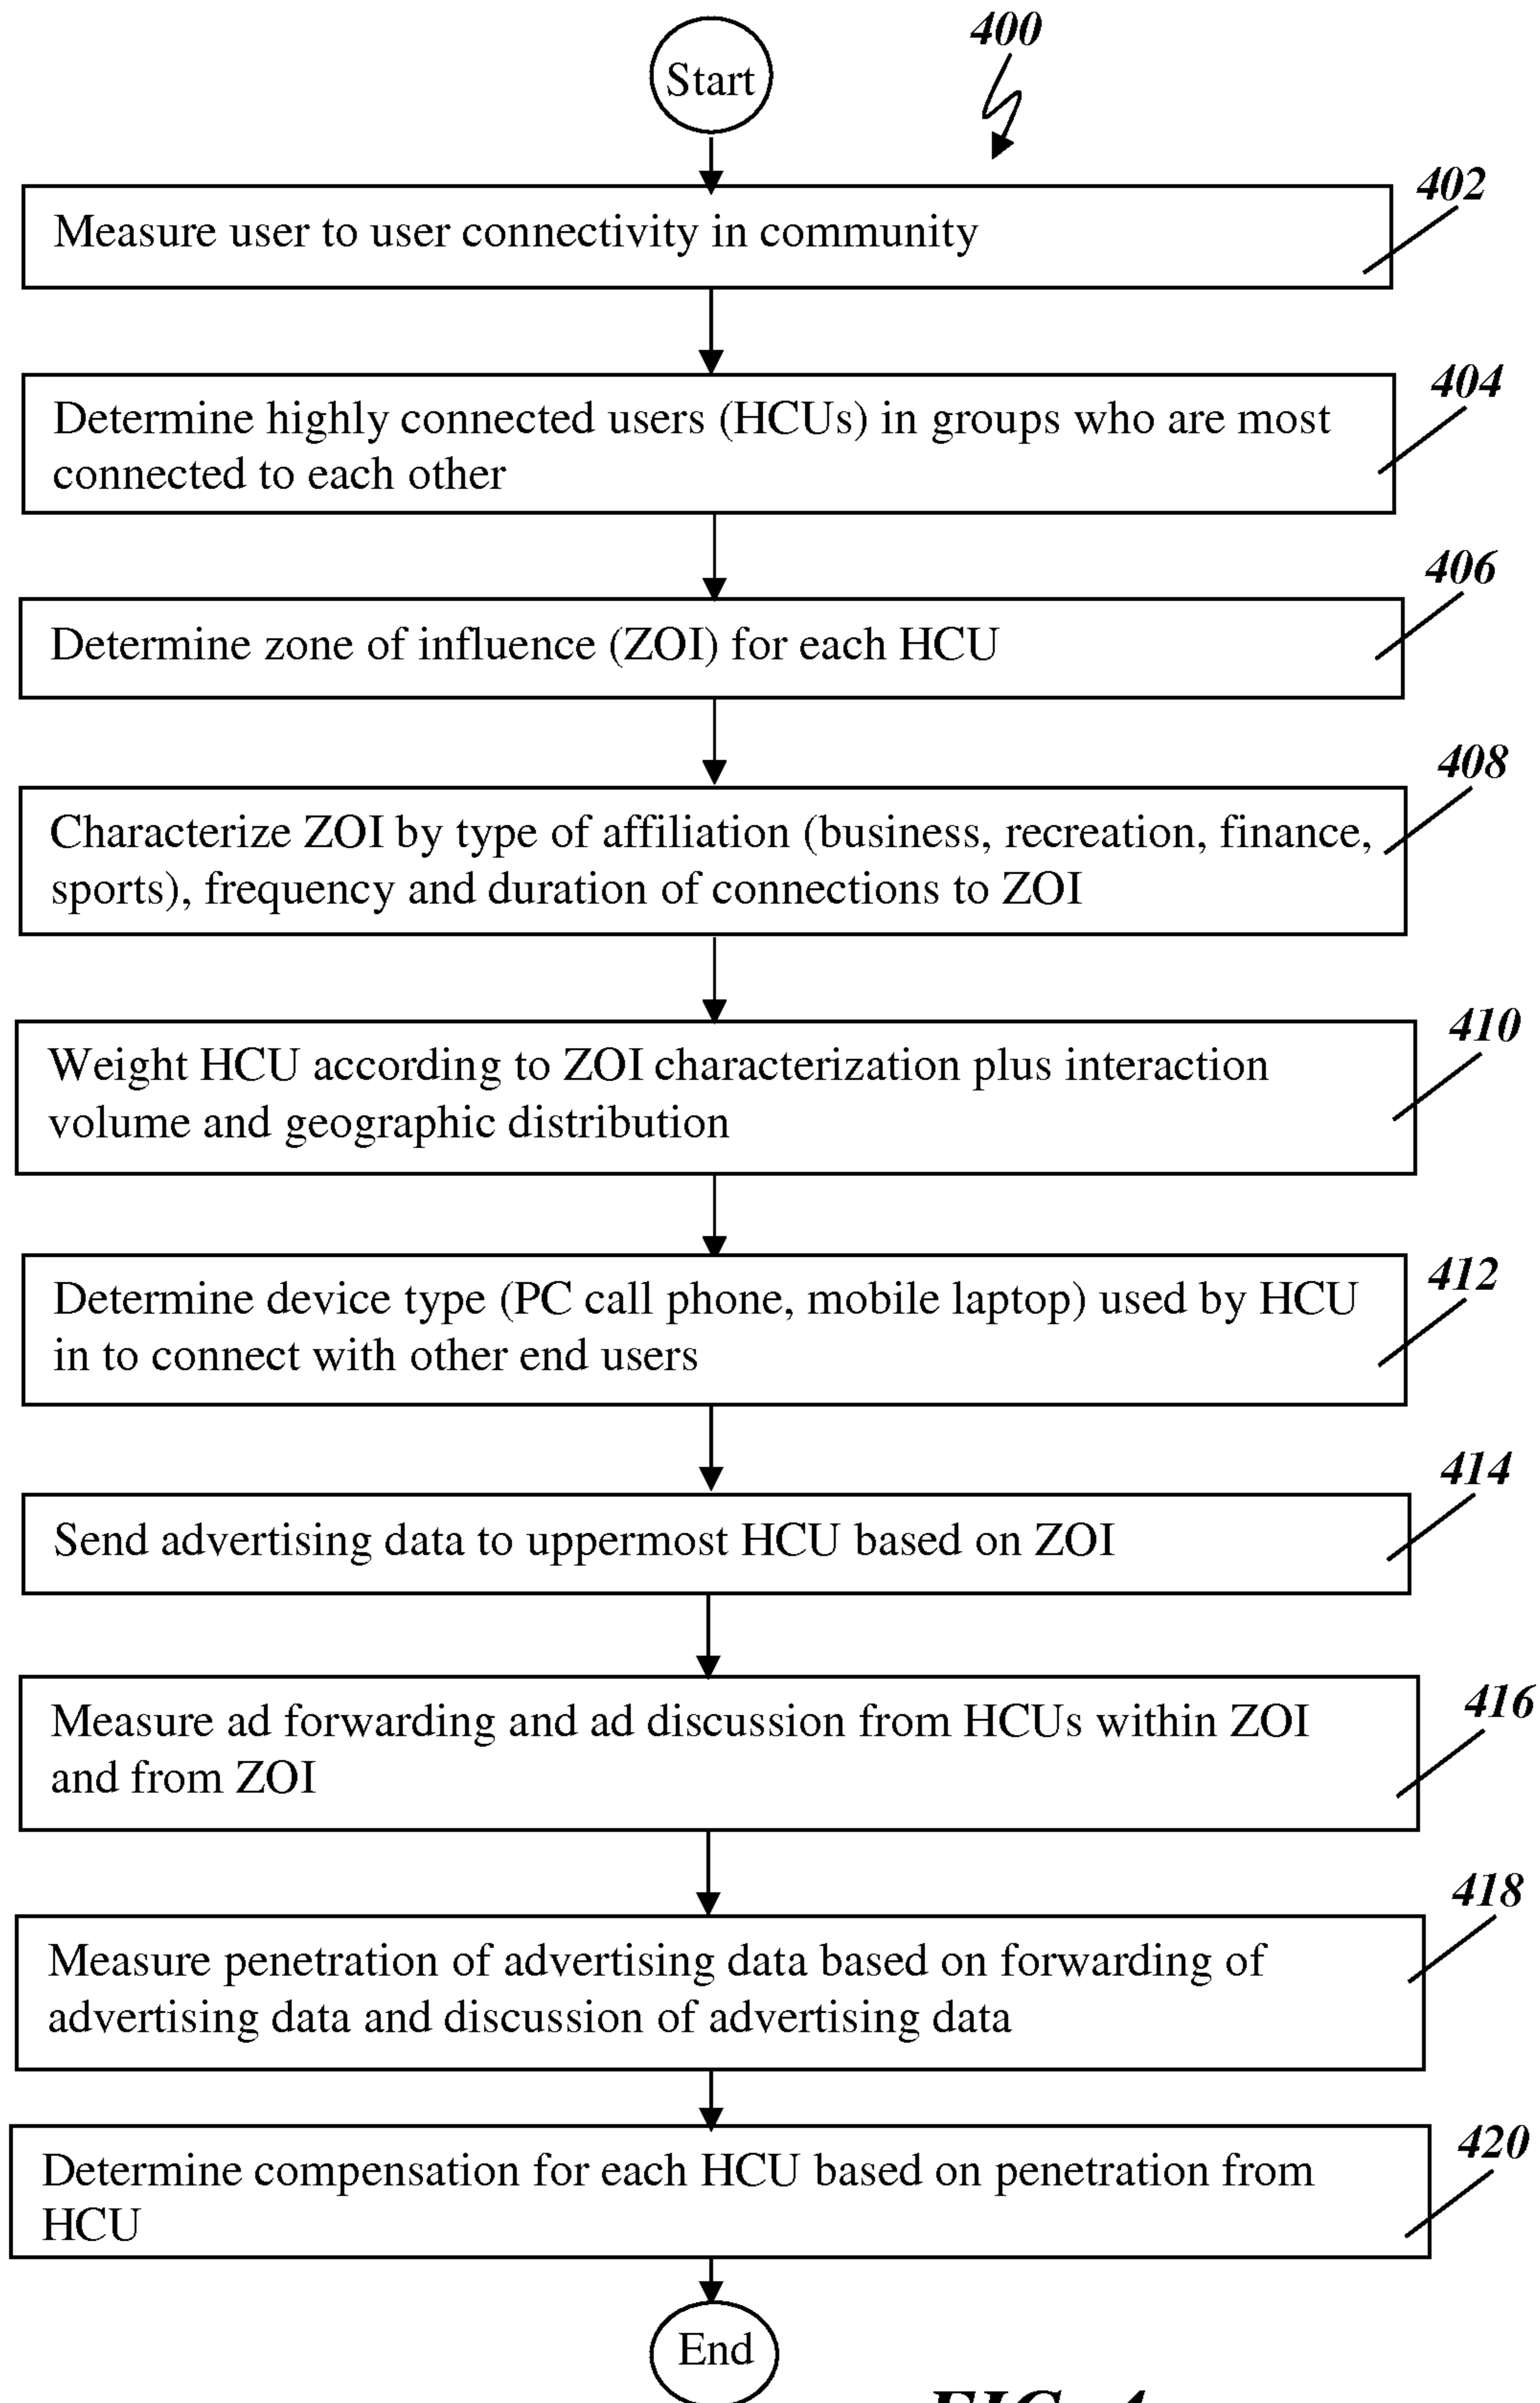 Start
400
402
Measure user to user connectivity in community
404
Determine highly connected users (HCUs) in groups who are most
connected to each other
406
Determine zone of influence (ZOI) for each HCU
408
Characterize ZOI by type of affiliation (business, recreation, finance,
sports), frequency and duration of connections to ZOI
410
Weight HCU according to ZOI characterization plus interaction
volume and geographic distribution
412
Determine device type (PC call phone, mobile laptop) used by HCU
in to connect with other end users
414
Send advertising data to uppermost HCU based on ZOI
416
Measure ad forwarding and ad discussion from HCUs within ZOI
and from ZOI
418
Measure penetration of advertising data based on forwarding of
advertising data and discussion of advertising data
420
Determine compensation for each HCU based on penetration from
HCU
End